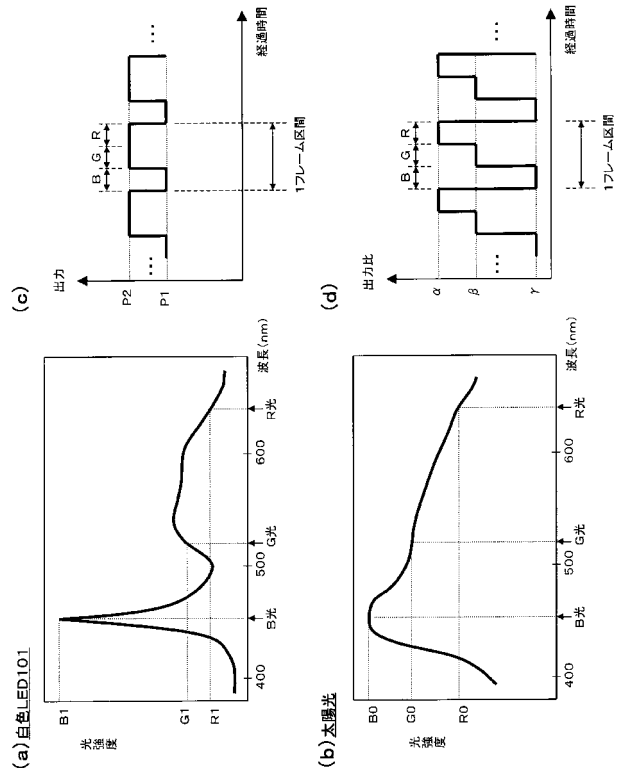 (a)白色LED101
光強度
B1
G1
R1
400
500
600
B光
G光
R光
波長(nm)
(b)太陽光
光強度
B0
G0
R0
400
500
600
B光
G光
R光
波長(nm)
(c)
出力
P2
P1
...
B
G
R
...
1フレーム区間
経過時間
(d)
出力比
α
β
γ
...
B
G
R
...
1フレーム区間
経過時間